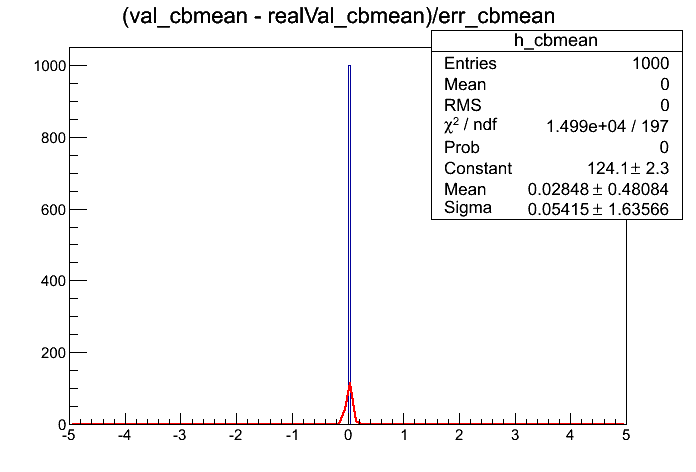 (val_cbmean - realVal_cbmean)/err_cbmean
h_cbmean
Entries 1000
Mean 0
RMS 0
χ² / ndf 1.499e+04 / 197
Prob 0
Constant 124.1 ± 2.3
Mean 0.02848 ± 0.48084
Sigma 0.05415 ± 1.63566
1000
800
600
400
200
0
-5 -4 -3 -2 -1 0 1 2 3 4 5